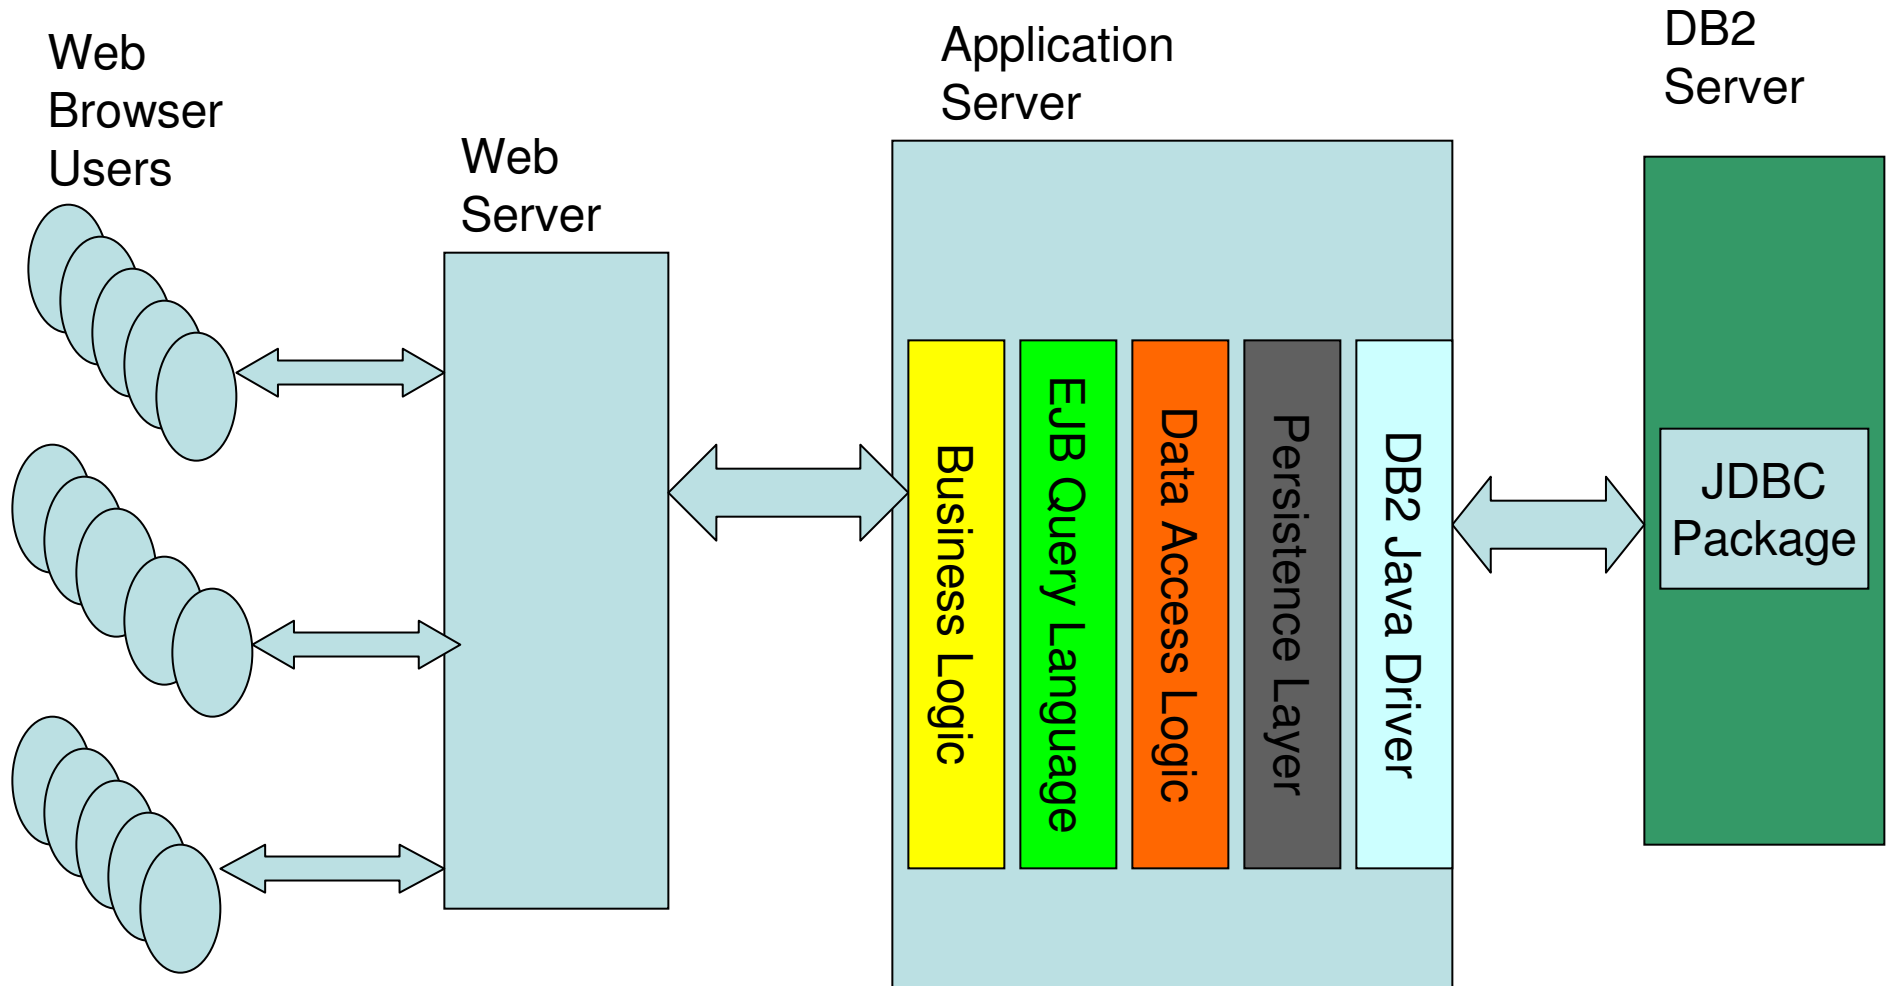 Web
Browser
Users
Web
Server
Application
Server
DB2
Server
Business Logic
EJB Query Language
Data Access Logic
Persistence Layer
DB2 Java Driver
JDBC
Package